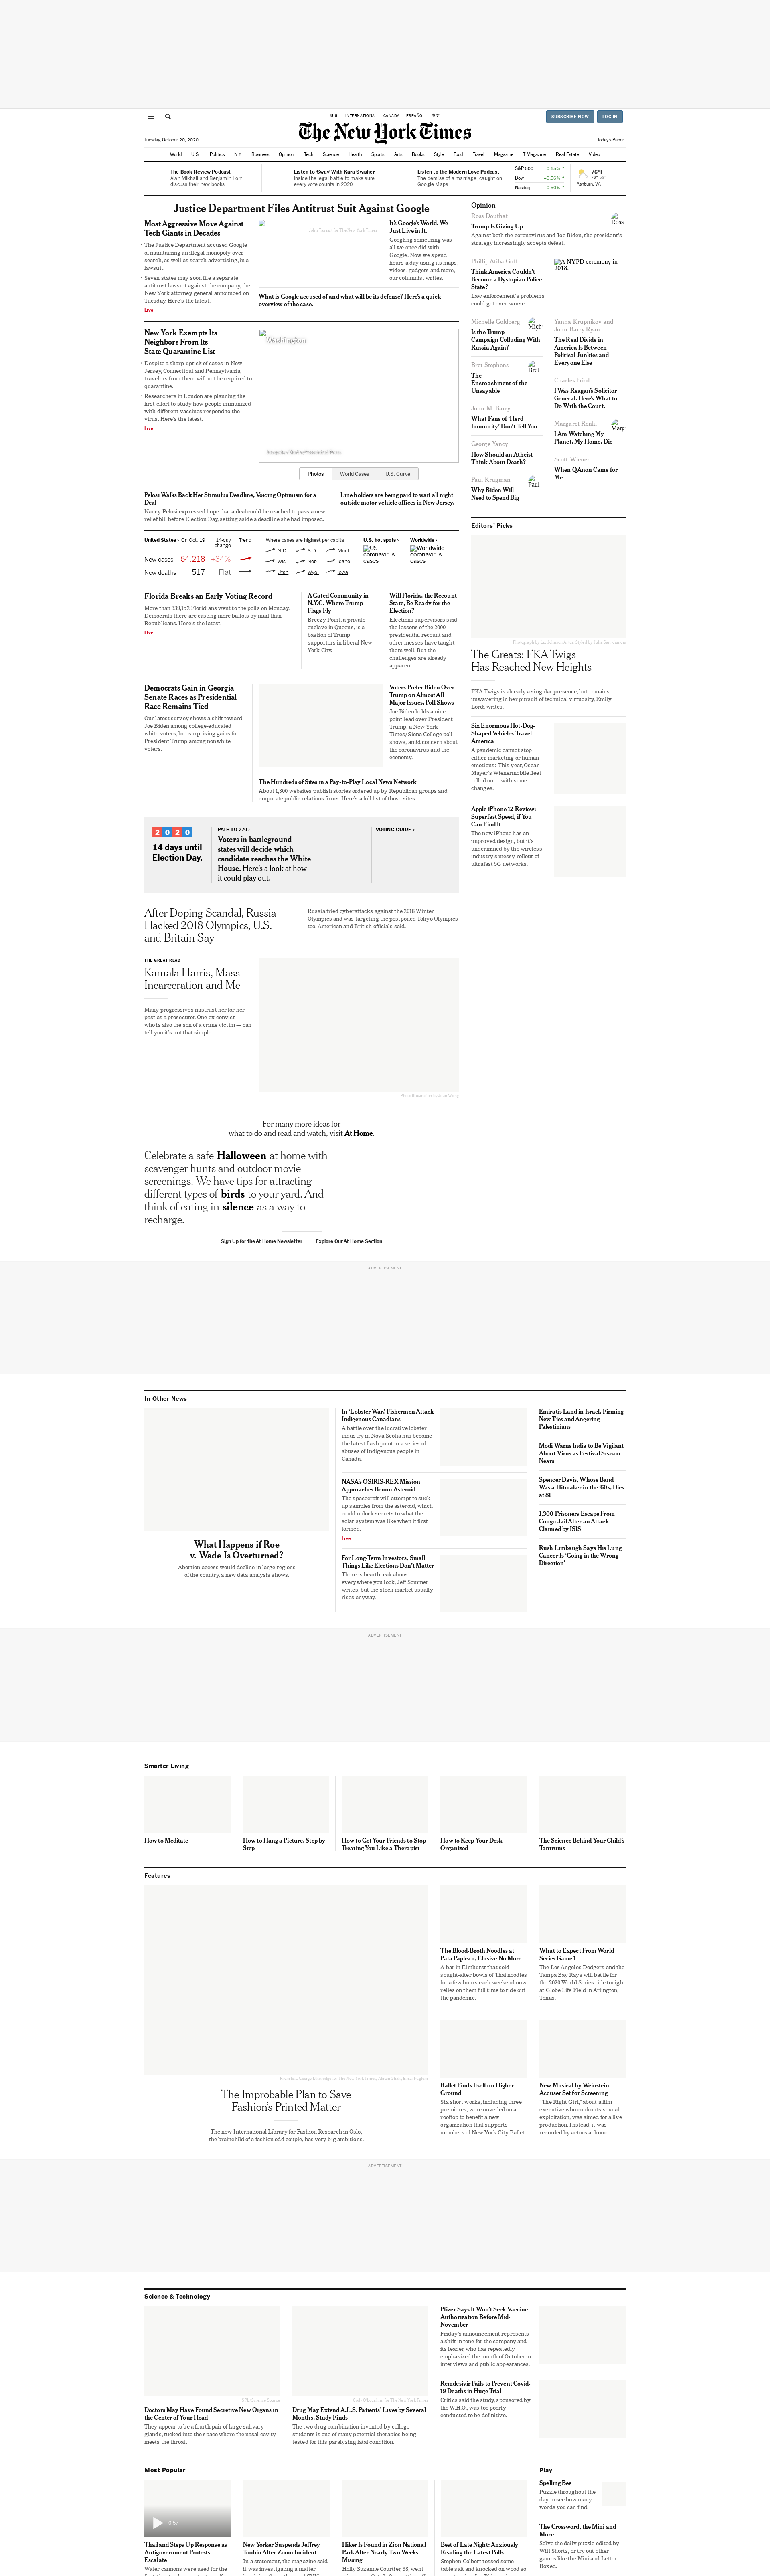 U.S.
INTERNATIONAL
CANADA
ESPAÑOL
中文
SUBSCRIBE NOW
LOG IN
Tuesday, October 20, 2020
The New York Times
Today's Paper
World U.S. Politics N.Y. Business Opinion Tech Science Health Sports Arts Books Style Food Travel Magazine T Magazine Real Estate Video
The Book Review Podcast
Alan Mikhail and Benjamin Lorr
discuss their new books.
Listen to 'Sway' With Kara Swisher
Inside the legal battle to make sure
every vote counts in 2020.
Listen to the Modern Love Podcast
The demise of a marriage, caught on
Google Maps.
S&P 500 +0.65% ↑
Dow +0.56% ↑
Nasdaq +0.50% ↑
76°F
Ashburn, VA
Justice Department Files Antitrust Suit Against Google
Most Aggressive Move Against
Tech Giants in Decades
• The Justice Department accused Google
of maintaining an illegal monopoly over
search, as well as search advertising, in a
lawsuit.
• Seven states may soon file a separate
antitrust lawsuit against the company, the
New York attorney general announced on
Tuesday. Here's the latest.
Live
It's Google's World. We
Just Live in It.
Googling something was
all we once did with
Google. Now we spend
hours a day using its maps,
videos, gadgets and more,
our columnist writes.
What is Google accused of and what will be its defense? Here's a quick
overview of the case.
New York Exempts Its
Neighbors From Its
State Quarantine List
• Despite a sharp uptick of cases in New
Jersey, Connecticut and Pennsylvania,
travelers from there will not be required to
quarantine.
• Researchers in London are planning the
first effort to study how people immunized
with different vaccines respond to the
virus. Here's the latest.
Live
Washington
Jacquelyn Martin/Associated Press
Photos
World Cases
U.S. Curve
Pelosi Walks Back Her Stimulus Deadline, Voicing Optimism for a
Deal
Nancy Pelosi expressed hope that a deal could be reached to pass a new
relief bill before Election Day, setting aside a deadline she had imposed.
Line holders are being paid to wait all night
outside motor vehicle offices in New Jersey.
United States › On Oct. 19 14-day change Trend
New cases 64,218 +34%
New deaths 517 Flat
Where cases are highest per capita
N.D. S.D. Mont.
Wis. Neb. Idaho
Utah Wyo. Iowa
U.S. hot spots ›
US coronavirus cases
Worldwide ›
Worldwide coronavirus cases
Florida Breaks an Early Voting Record
More than 339,152 Floridians went to the polls on Monday.
Democrats there are casting more ballots by mail than
Republicans. Here's the latest.
Live
A Gated Community in
N.Y.C. Where Trump
Flags Fly
Breezy Point, a private
enclave in Queens, is a
bastion of Trump
supporters in liberal New
York City.
Will Florida, the Recount
State, Be Ready for the
Election?
Elections supervisors said
the lessons of the 2000
presidential recount and
other messes have taught
them well. But the
challenges are already
apparent.
Democrats Gain in Georgia
Senate Races as Presidential
Race Remains Tied
Our latest survey shows a shift toward
Joe Biden among college-educated
white voters, but surprising gains for
President Trump among nonwhite
voters.
Voters Prefer Biden Over
Trump on Almost All
Major Issues, Poll Shows
Joe Biden holds a nine-
point lead over President
Trump, a New York
Times/Siena College poll
shows, amid concern about
the coronavirus and the
economy.
The Hundreds of Sites in a Pay-to-Play Local News Network
About 1,300 websites publish stories ordered up by Republican groups and
corporate public relations firms. Here's a full list of those sites.
2020
14 days until
Election Day.
PATH TO 270 ›
Voters in battleground
states will decide which
candidate reaches the White
House. Here's a look at how
it could play out.
VOTING GUIDE ›
After Doping Scandal, Russia
Hacked 2018 Olympics, U.S.
and Britain Say
Russia tried cyberattacks against the 2018 Winter
Olympics and was targeting the postponed Tokyo Olympics
too, American and British officials said.
THE GREAT READ
Kamala Harris, Mass
Incarceration and Me
Many progressives mistrust her for her
past as a prosecutor. One ex-convict —
who is also the son of a crime victim — can
tell you it's not that simple.
For many more ideas for
what to do and read and watch, visit At Home.
Celebrate a safe Halloween at home with
scavenger hunts and outdoor movie
screenings. We have tips for attracting
different types of birds to your yard. And
think of eating in silence as a way to
recharge.
Sign Up for the At Home Newsletter
Explore Our At Home Section
Opinion
Ross Douthat
Trump Is Giving Up
Against both the coronavirus and Joe Biden, the president's
strategy increasingly accepts defeat.
Ross
Phillip Atiba Goff
Think America Couldn't
Become a Dystopian Police
State?
Law enforcement's problems
could get even worse.
A NYPD ceremony in
2018.
Michelle Goldberg
Is the Trump
Campaign Colluding With
Russia Again?
Bret Stephens
The
Encroachment of the
Unsayable
Bret
John M. Barry
What Fans of 'Herd
Immunity' Don't Tell You
George Yancy
How Should an Atheist
Think About Death?
Paul Krugman
Why Biden Will
Need to Spend Big
Paul
Yanna Krupnikov and
John Barry Ryan
The Real Divide in
America Is Between
Political Junkies and
Everyone Else
Charles Fried
I Was Reagan's Solicitor
General. Here's What to
Do With the Court.
Margaret Renkl
I Am Watching My
Planet, My Home, Die
Scott Wiener
When QAnon Came for
Me
Editors' Picks
The Greats: FKA Twigs
Has Reached New Heights
FKA Twigs is already a singular presence, but remains
unwavering in her pursuit of technical virtuosity, Emily
Lordi writes.
Six Enormous Hot-Dog-
Shaped Vehicles Travel
America
A pandemic cannot stop
either marketing or human
emotions: This year, Oscar
Mayer's Wienermobile fleet
rolled on — with some
changes.
Apple iPhone 12 Review:
Superfast Speed, if You
Can Find It
The new iPhone has an
improved design, but it's
undermined by the wireless
industry's messy rollout of
ultrafast 5G networks.
ADVERTISEMENT
In Other News
What Happens if Roe
v. Wade Is Overturned?
Abortion access would decline in large regions
of the country, a new data analysis shows.
In 'Lobster War,' Fishermen Attack
Indigenous Canadians
A battle over the lucrative lobster
industry in Nova Scotia has become
the latest flash point in a series of
abuses of Indigenous people in
Canada.
NASA's OSIRIS-REX Mission
Approaches Bennu Asteroid
The spacecraft will attempt to suck
up samples from the asteroid, which
could unlock secrets to what the
solar system was like when it first
formed.
Live
For Long-Term Investors, Small
Things Like Elections Don't Matter
There is heartbreak almost
everywhere you look, Jeff Sommer
writes, but the stock market usually
rises anyway.
Emiratis Land in Israel, Firming
New Ties and Angering
Palestinians
Modi Warns India to Be Vigilant
About Virus as Festival Season
Nears
Spencer Davis, Whose Band
Was a Hitmaker in the '60s, Dies
at 81
1,300 Prisoners Escape From
Congo Jail After an Attack
Claimed by ISIS
Rush Limbaugh Says His Lung
Cancer Is 'Going in the Wrong
Direction'
ADVERTISEMENT
Smarter Living
How to Meditate
How to Hang a Picture, Step by
Step
How to Get Your Friends to Stop
Treating You Like a Therapist
How to Keep Your Desk
Organized
The Science Behind Your Child's
Tantrums
Features
The Improbable Plan to Save
Fashion's Printed Matter
The new International Library for Fashion Research in Oslo,
the brainchild of a fashion odd couple, has very big ambitions.
The Blood-Broth Noodles at
Pata Paplean, Elusive No More
A bar in Elmhurst that sold
sought-after bowls of Thai noodles
for a few hours each weekend now
relies on them full time to ride out
the pandemic.
What to Expect From World
Series Game 1
The Los Angeles Dodgers and the
Tampa Bay Rays will battle for
the 2020 World Series title tonight
at Globe Life Field in Arlington,
Texas.
Ballet Finds Itself on Higher
Ground
Six short works, including three
premieres, were unveiled on a
rooftop to benefit a new
organization that supports
members of New York City Ballet.
New Musical by Weinstein
Accuser Set for Screening
"The Right Girl," about a film
executive who confronts sexual
exploitation, was aimed for a live
production. Instead, it was
recorded by actors at home.
ADVERTISEMENT
Science & Technology
Doctors May Have Found Secretive New Organs in
the Center of Your Head
They appear to be a fourth pair of large salivary
glands, tucked into the space where the nasal cavity
meets the throat.
Drug May Extend A.L.S. Patients' Lives by Several
Months, Study Finds
The two-drug combination invented by college
students is one of many potential therapies being
tested for this paralyzing fatal condition.
Pfizer Says It Won't Seek Vaccine
Authorization Before Mid-
November
Friday's announcement represents
a shift in tone for the company and
its leader, who has repeatedly
emphasized the month of October in
interviews and public appearances.
Remdesivir Fails to Prevent Covid-
19 Deaths in Huge Trial
Critics said the study, sponsored by
the W.H.O., was too poorly
conducted to be definitive.
Most Popular
0:37
Thailand Steps Up Response as
Antigovernment Protests
Escalate
Water cannons were used for the
New Yorker Suspends Jeffrey
Toobin After Zoom Incident
In a statement, the magazine said
it was investigating a matter
Hiker Is Found in Zion National
Park After Nearly Two Weeks
Missing
Holly Suzanne Courtier, 38, went
Best of Late Night: Anxiously
Reading the Latest Polls
Stephen Colbert tossed some
table salt and knocked on wood so
Play
Spelling Bee
Puzzle throughout the
day to see how many
words you can find.
The Crossword, the Mini and
More
Solve the daily puzzle edited by
Will Shortz, or try out other
games like the Mini and Letter
Boxed.